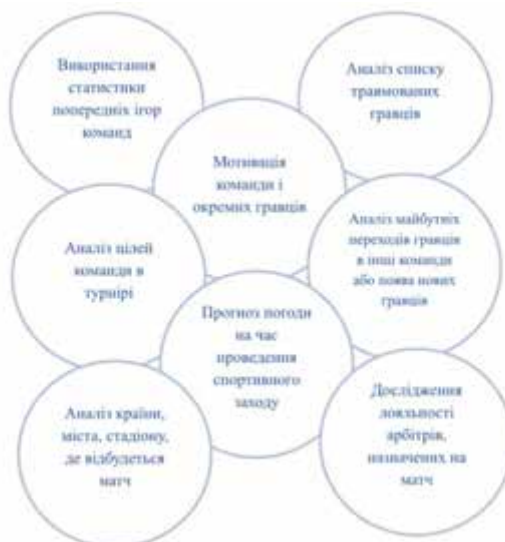 Використання
статистики
попередніх ігор
команд
Аналіз списку
травмованих
гравців
Мотивація
команди і
окремих гравців
Аналіз цілей
команди в
турнірі
Аналіз майбутніх
переходів гравців
в інші команди
або поява нових
гравців
Прогноз погоди
на час
проведення
спортивного
заходу
Аналіз країни,
міста, стадіону,
де відбудеться
матч
Дослідження
лояльності
арбітрів,
назначених на
матч